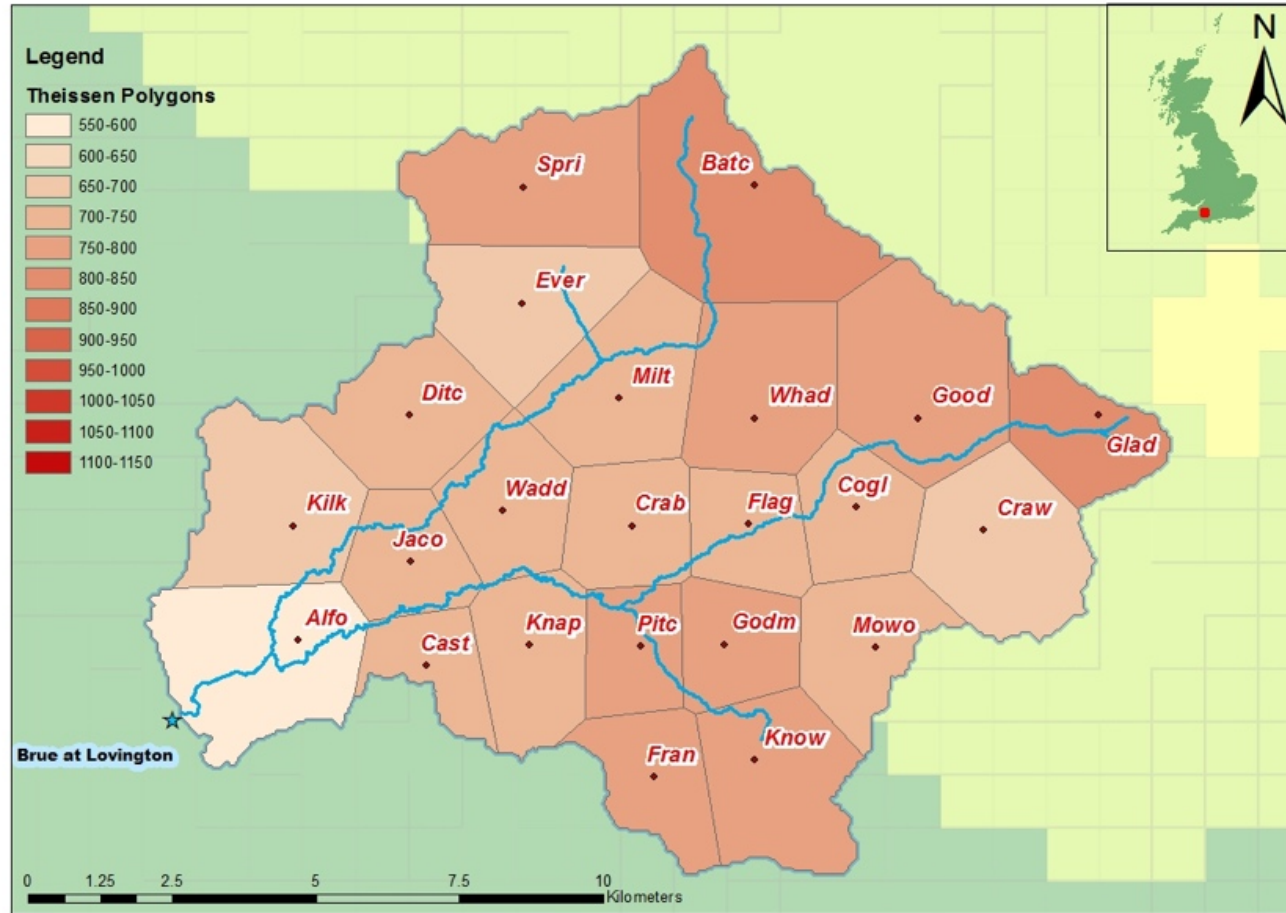 Legend
Theissen Polygons
550-600
600-650
650-700
700-750
750-800
800-850
850-900
900-950
950-1000
1000-1050
1050-1100
1100-1150
N
Spri
Batc
Ever
Milt
Ditc
Whad
Good
Glad
Kilk
Wadd
Crab
Flag
Cogl
Craw
Jaco
Alfo
Cast
Knap
Pitc
Godm
Mowo
Fran
Know
Brue at Lovington
0 1.25 2.5 5 7.5 10
Kilometers